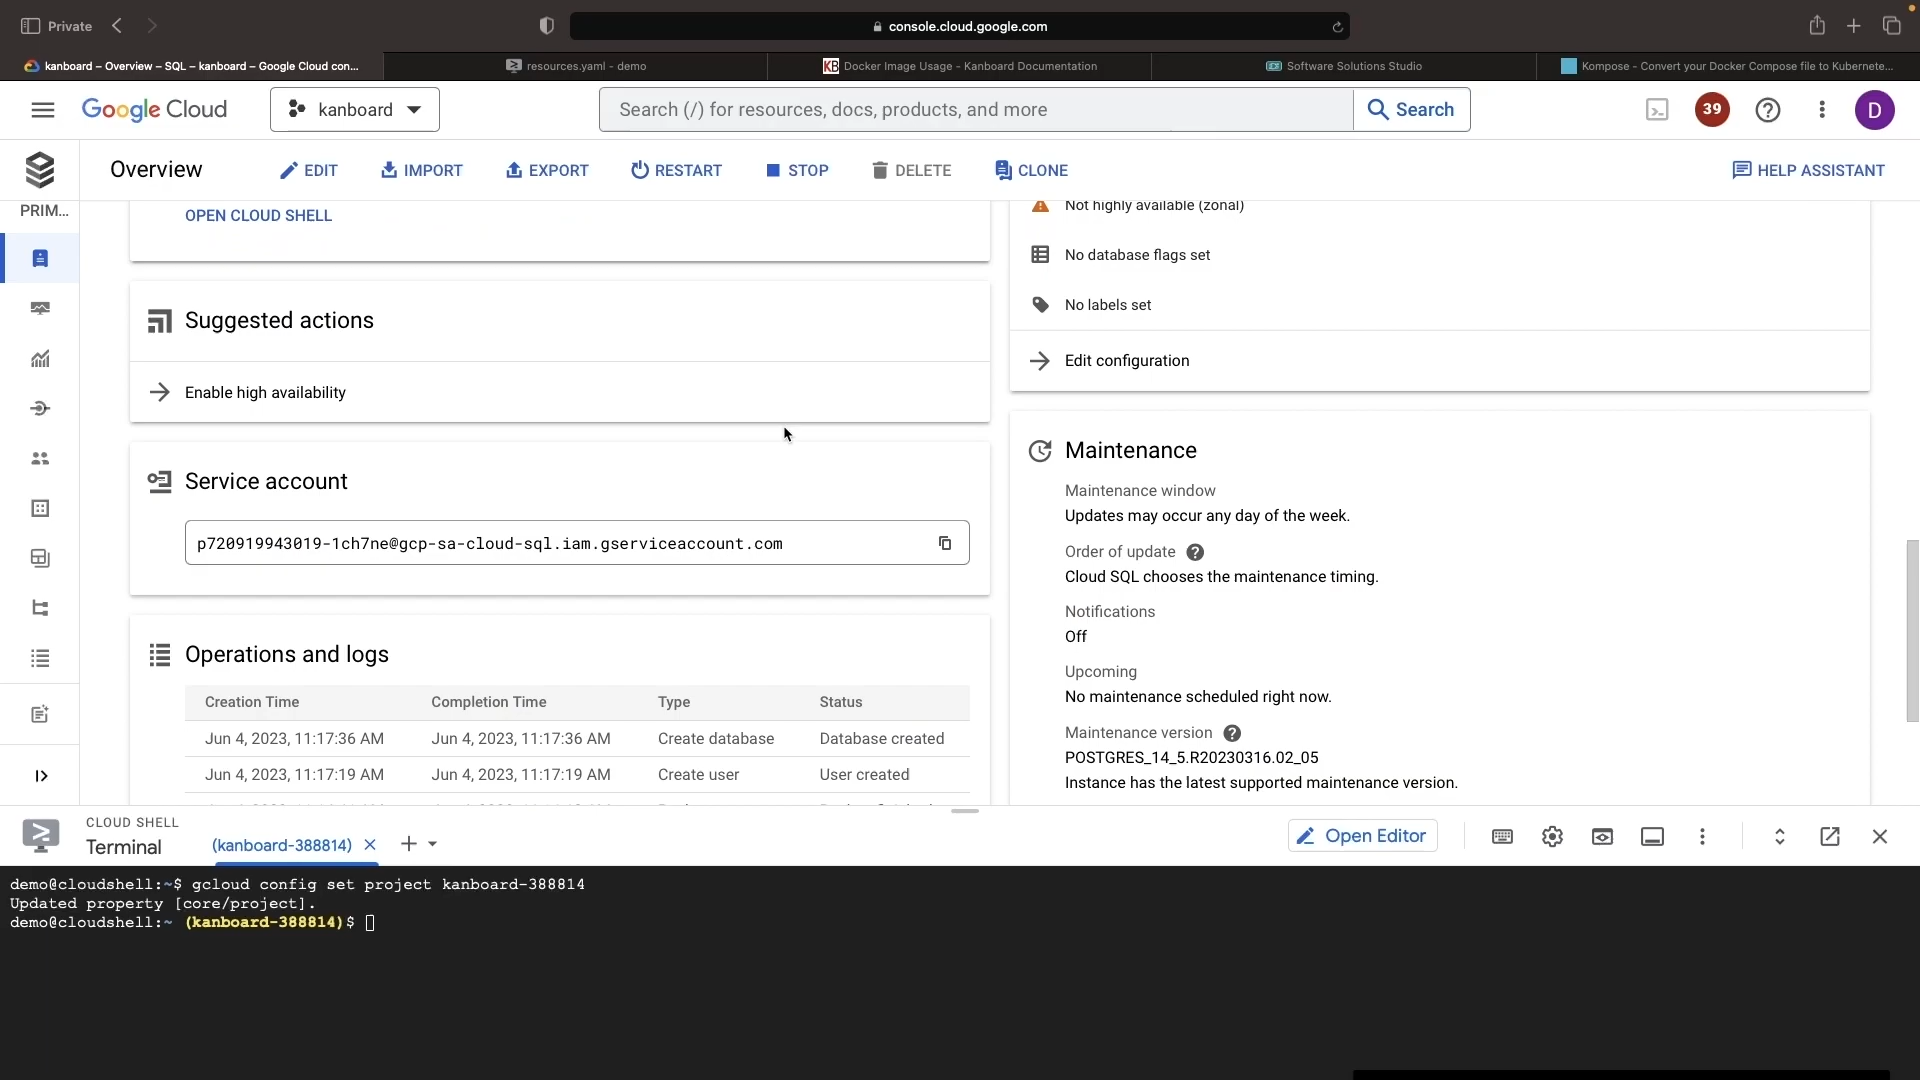 Private
console.cloud.google.com
kanboard – Overview – SQL – kanboard – Google Cloud con...
resources.yaml - demo
KB Docker Image Usage - Kanboard Documentation
Software Solutions Studio
Kompose - Convert your Docker Compose file to Kubernete...
Google Cloud
kanboard
Search (/) for resources, docs, products, and more
Search
39
D
Overview
EDIT
IMPORT
EXPORT
RESTART
STOP
DELETE
CLONE
HELP ASSISTANT
PRIM...
OPEN CLOUD SHELL
Suggested actions
Enable high availability
Service account
p720919943019-1ch7ne@gcp-sa-cloud-sql.iam.gserviceaccount.com
Operations and logs
Creation Time Completion Time Type Status
Jun 4, 2023, 11:17:36 AM Jun 4, 2023, 11:17:36 AM Create database Database created
Jun 4, 2023, 11:17:19 AM Jun 4, 2023, 11:17:19 AM Create user User created
Not highly available (zonal)
No database flags set
No labels set
Edit configuration
Maintenance
Maintenance window
Updates may occur any day of the week.
Order of update
Cloud SQL chooses the maintenance timing.
Notifications
Off
Upcoming
No maintenance scheduled right now.
Maintenance version
POSTGRES_14_5.R20230316.02_05
Instance has the latest supported maintenance version.
CLOUD SHELL
Terminal
(kanboard-388814)
Open Editor
demo@cloudshell:~$ gcloud config set project kanboard-388814
Updated property [core/project].
demo@cloudshell:~ (kanboard-388814)$